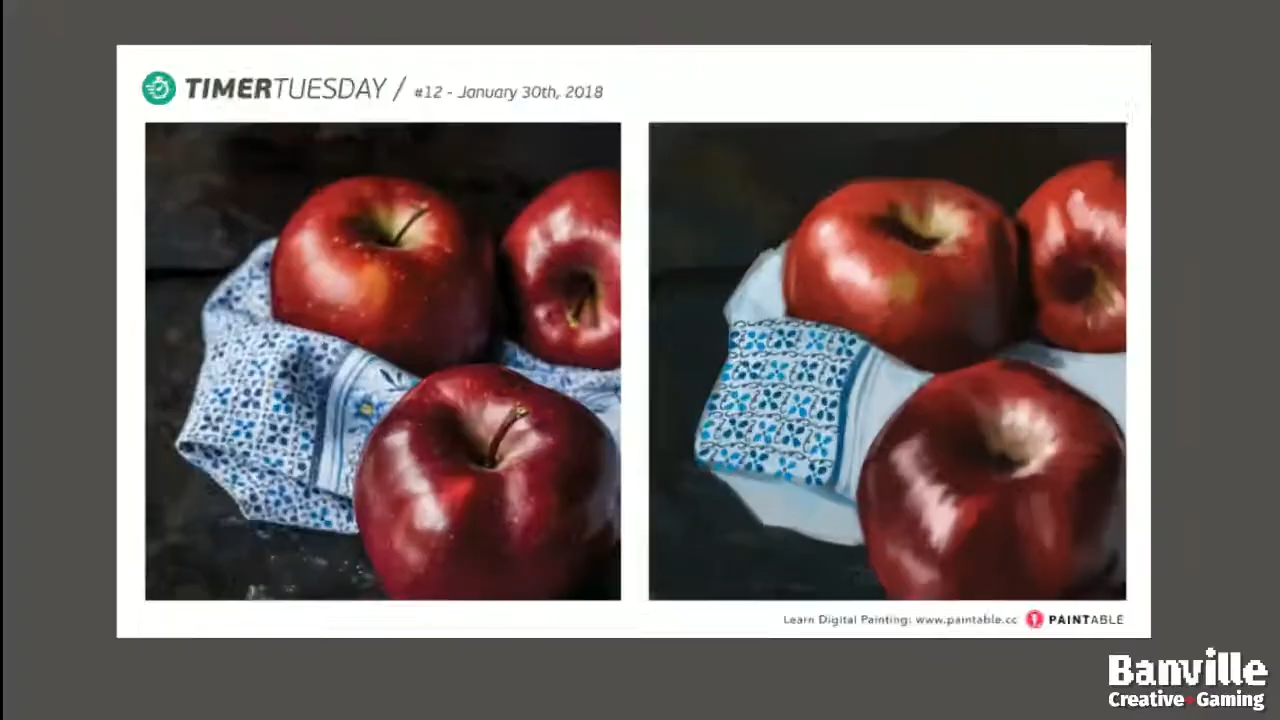 TIMERTUESDAY / #12 - January 30th, 2018
Learn Digital Painting: www.paintable.cc PAINTABLE
Banville
Creative+Gaming